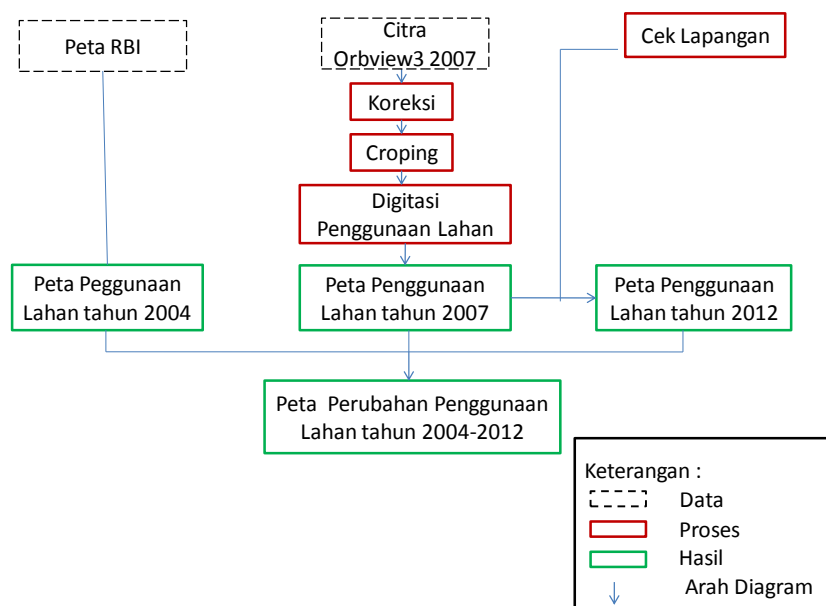 Peta RBI
Citra
Orbview3 2007
Cek Lapangan
Koreksi
Croping
Digitasi
Penggunaan Lahan
Peta Peggunaan
Lahan tahun 2004
Peta Penggunaan
Lahan tahun 2007
Peta Penggunaan
Lahan tahun 2012
Peta Perubahan Penggunaan
Lahan tahun 2004-2012
Keterangan :
Data
Proses
Hasil
Arah Diagram